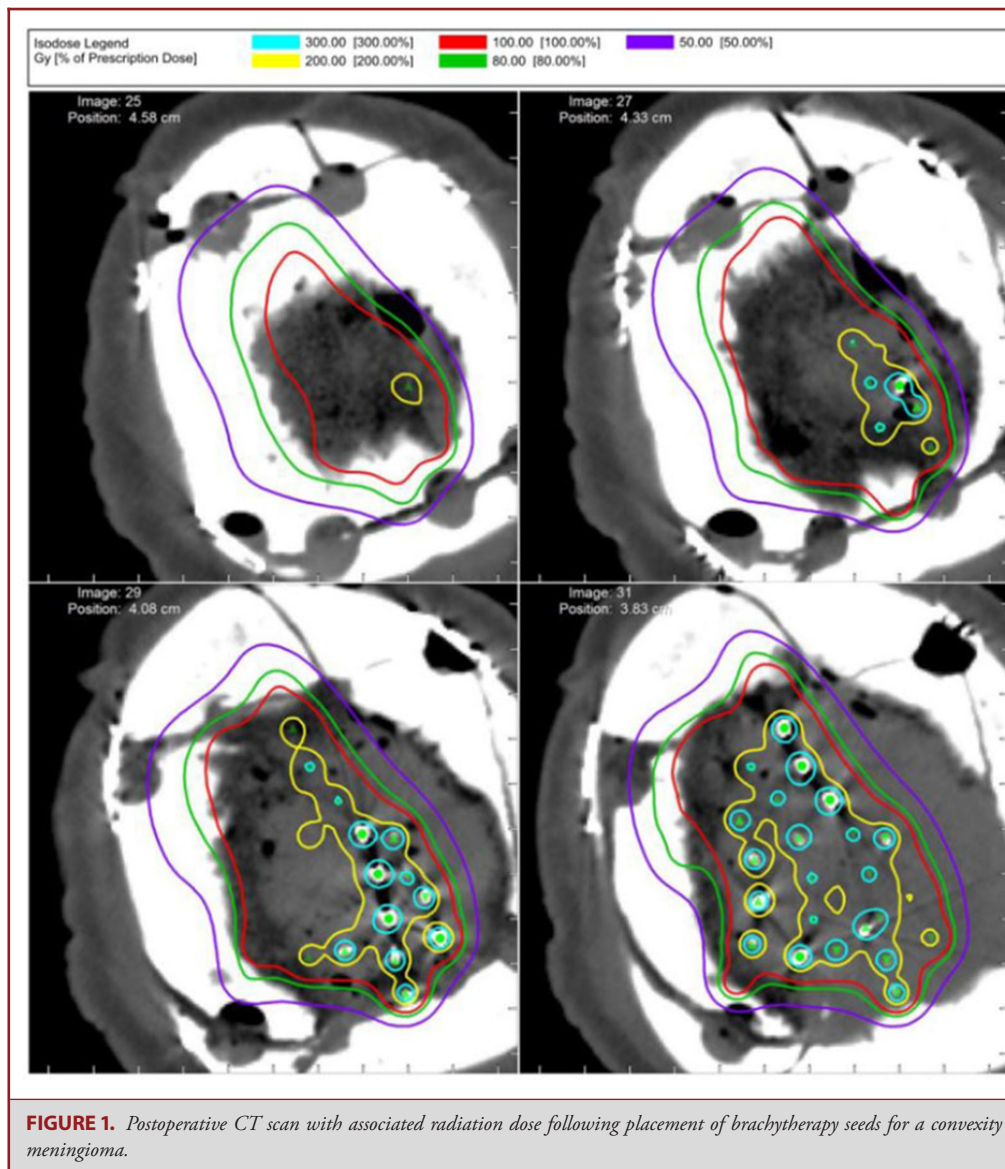 Isodose Legend
Gy [% of Prescription Dose]
300.00 [300.00%] 100.00 [100.00%] 50.00 [50.00%]
200.00 [200.00%] 80.00 [80.00%]
Image: 25
Position: 4.58 cm
Image: 27
Position: 4.33 cm
Image: 29
Position: 4.08 cm
Image: 31
Position: 3.83 cm
FIGURE 1. Postoperative CT scan with associated radiation dose following placement of brachytherapy seeds for a convexity
meningioma.